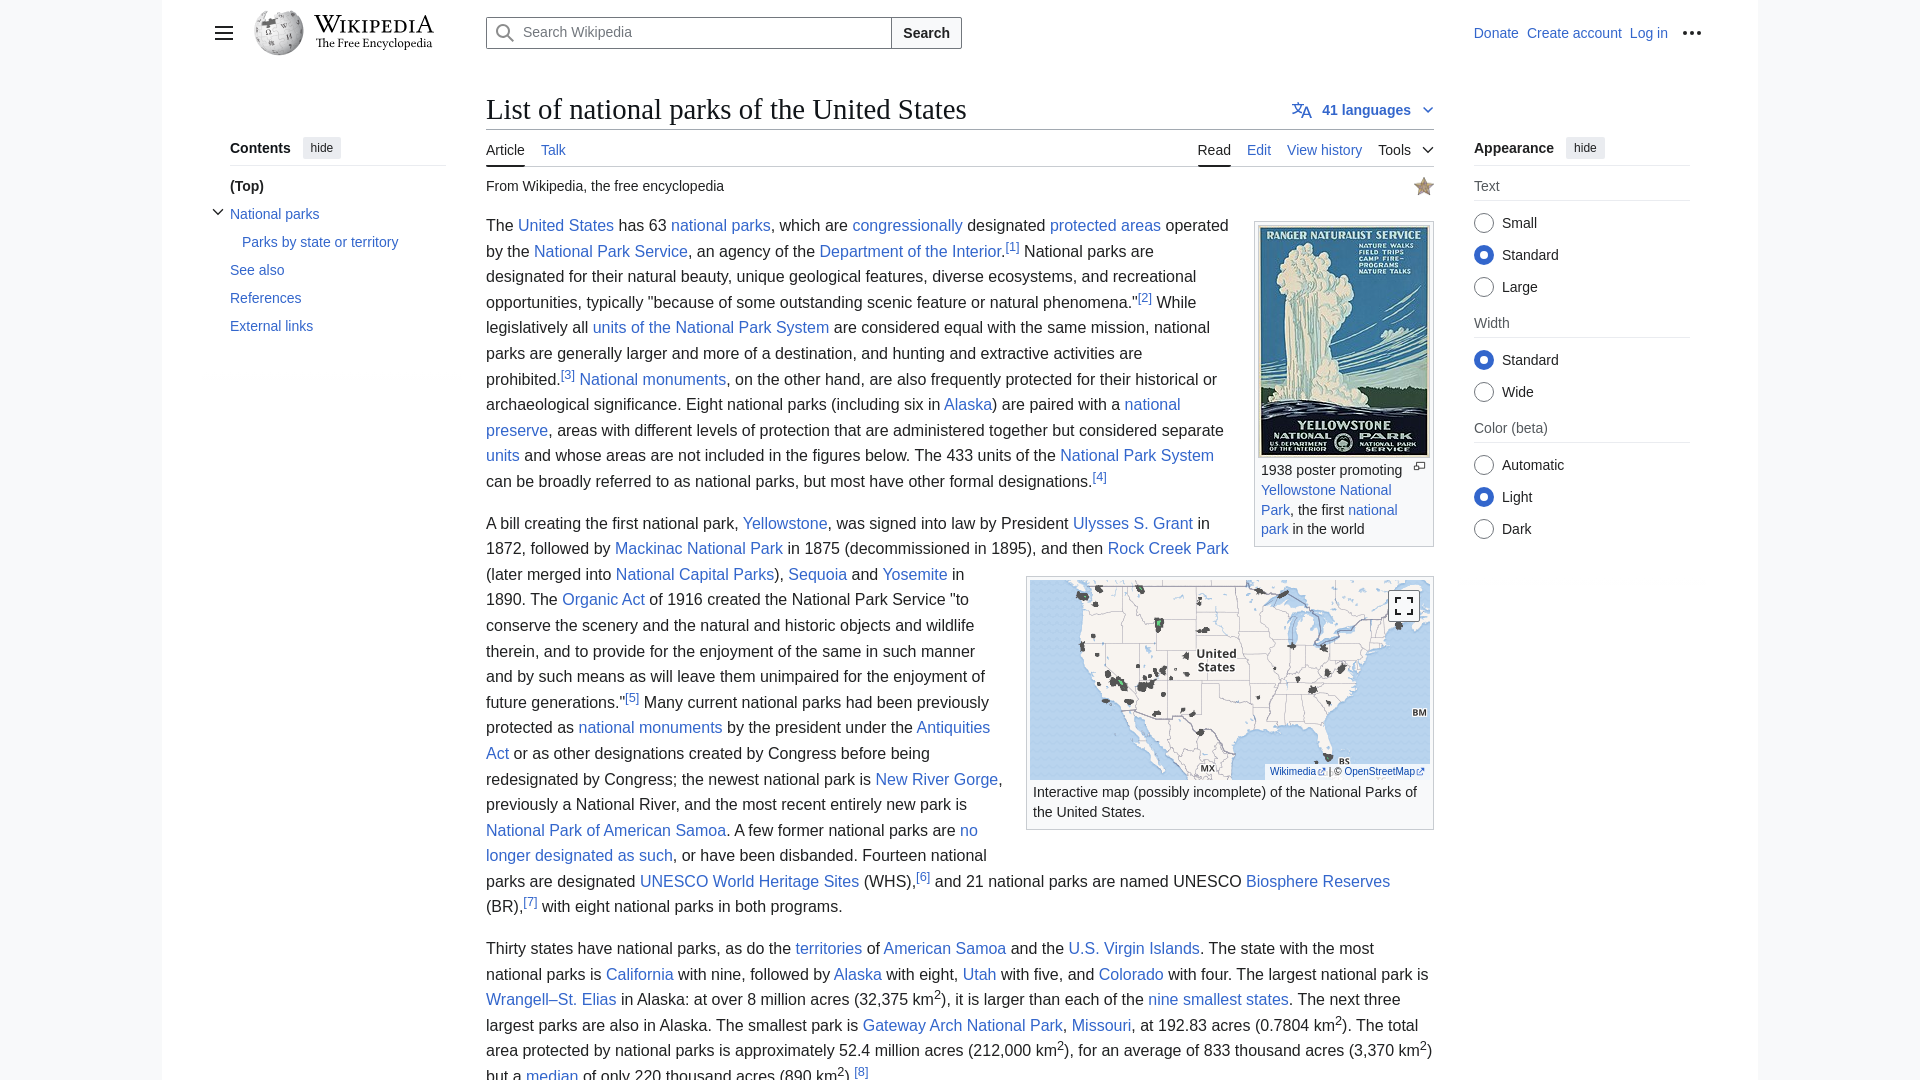 WIKIPEDIA
The Free Encyclopedia
Search Wikipedia
Search
Donate Create account Log in
List of national parks of the United States
41 languages
Contents hide
(Top)
National parks
Parks by state or territory
See also
References
External links
Article Talk
Read Edit View history Tools
From Wikipedia, the free encyclopedia
The United States has 63 national parks, which are congressionally designated protected areas operated
by the National Park Service, an agency of the Department of the Interior.[1] National parks are
designated for their natural beauty, unique geological features, diverse ecosystems, and recreational
opportunities, typically "because of some outstanding scenic feature or natural phenomena."[2] While
legislatively all units of the National Park System are considered equal with the same mission, national
parks are generally larger and more of a destination, and hunting and extractive activities are
prohibited.[3] National monuments, on the other hand, are also frequently protected for their historical or
archaeological significance. Eight national parks (including six in Alaska) are paired with a national
preserve, areas with different levels of protection that are administered together but considered separate
units and whose areas are not included in the figures below. The 433 units of the National Park System
can be broadly referred to as national parks, but most have other formal designations.[4]
RANGER NATURALIST SERVICE
NATURE WALKS
FIELD TRIPS
CAMP FIRE-
PROGRAMS
NATURE TALKS
YELLOWSTONE
NATIONAL PARK
U.S. DEPARTMENT
OF THE INTERIOR
NATIONAL PARK
SERVICE
1938 poster promoting
Yellowstone National
Park, the first national
park in the world
A bill creating the first national park, Yellowstone, was signed into law by President Ulysses S. Grant in
1872, followed by Mackinac National Park in 1875 (decommissioned in 1895), and then Rock Creek Park
(later merged into National Capital Parks), Sequoia and Yosemite in
1890. The Organic Act of 1916 created the National Park Service "to
conserve the scenery and the natural and historic objects and wildlife
therein, and to provide for the enjoyment of the same in such manner
and by such means as will leave them unimpaired for the enjoyment of
future generations."[5] Many current national parks had been previously
protected as national monuments by the president under the Antiquities
Act or as other designations created by Congress before being
redesignated by Congress; the newest national park is New River Gorge,
previously a National River, and the most recent entirely new park is
National Park of American Samoa. A few former national parks are no
longer designated as such, or have been disbanded. Fourteen national
parks are designated UNESCO World Heritage Sites (WHS),[6] and 21 national parks are named UNESCO Biosphere Reserves
(BR),[7] with eight national parks in both programs.
United
States
BM
BS
MX
Wikimedia | © OpenStreetMap
Interactive map (possibly incomplete) of the National Parks of
the United States.
Thirty states have national parks, as do the territories of American Samoa and the U.S. Virgin Islands. The state with the most
national parks is California with nine, followed by Alaska with eight, Utah with five, and Colorado with four. The largest national park is
Wrangell–St. Elias in Alaska: at over 8 million acres (32,375 km2), it is larger than each of the nine smallest states. The next three
largest parks are also in Alaska. The smallest park is Gateway Arch National Park, Missouri, at 192.83 acres (0.7804 km2). The total
area protected by national parks is approximately 52.4 million acres (212,000 km2), for an average of 833 thousand acres (3,370 km2)
but a median of only 220 thousand acres (890 km2).[8]
Appearance hide
Text
Small
Standard
Large
Width
Standard
Wide
Color (beta)
Automatic
Light
Dark